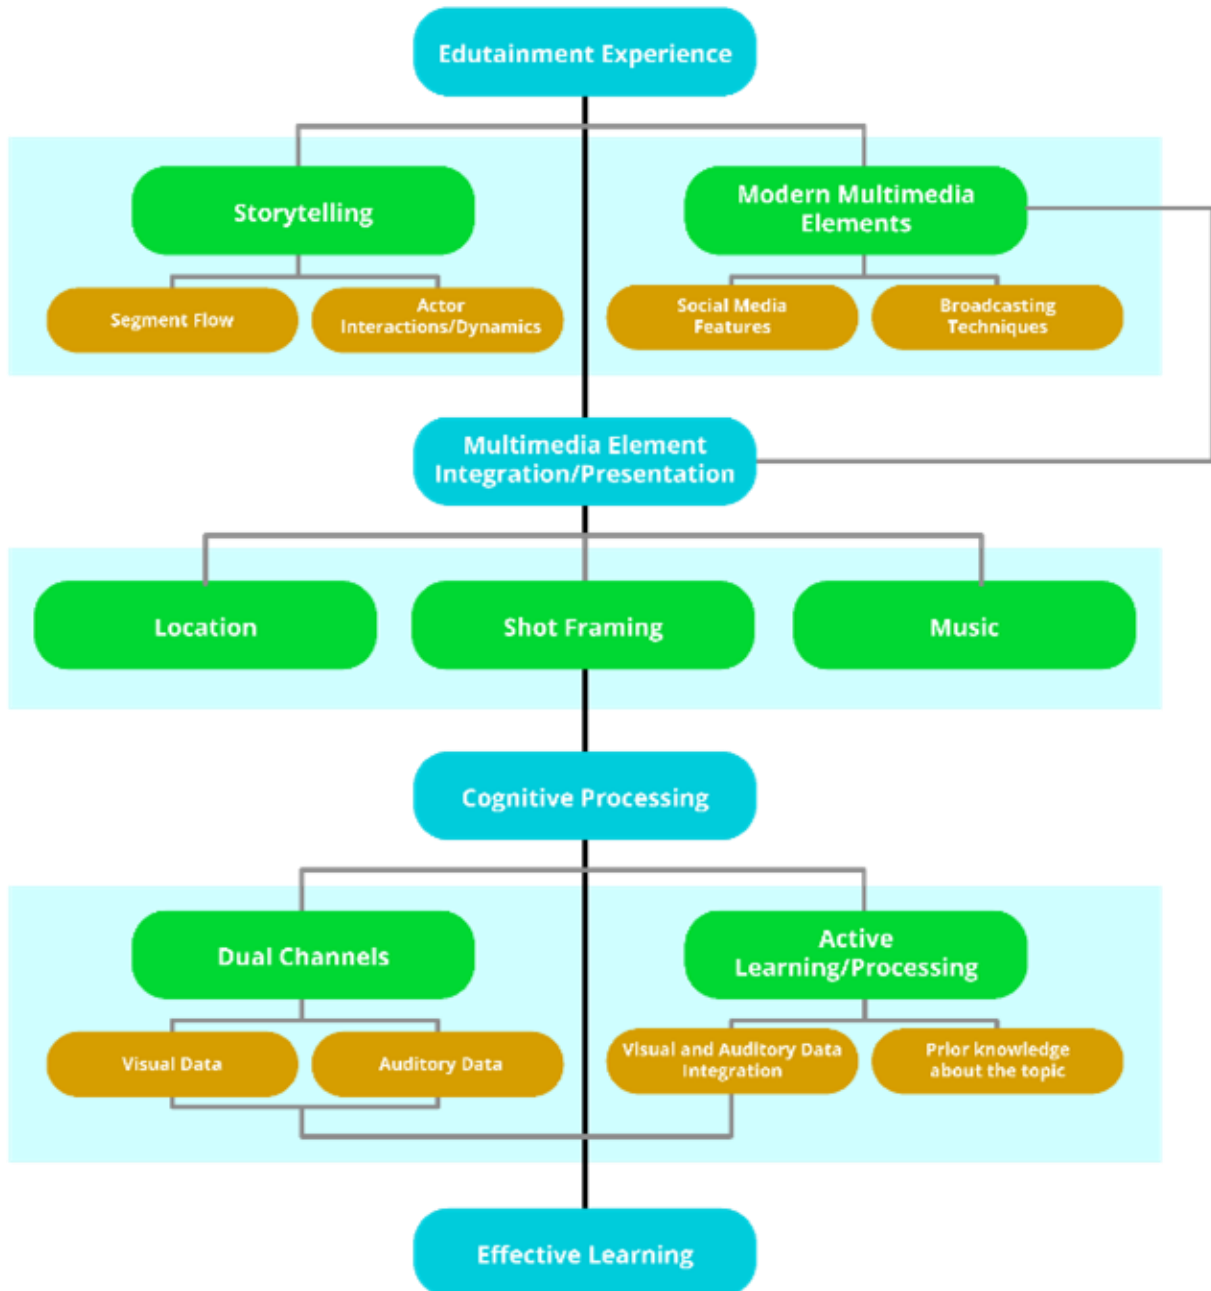 Edutainment Experience
Storytelling
Modern Multimedia
Elements
Segment Flow
Actor
Interactions/Dynamics
Social Media
Features
Broadcasting
Techniques
Multimedia Element
Integration/Presentation
Location
Shot Framing
Music
Cognitive Processing
Dual Channels
Active
Learning/Processing
Visual Data
Auditory Data
Visual and Auditory Data
Integration
Prior knowledge
about the topic
Effective Learning